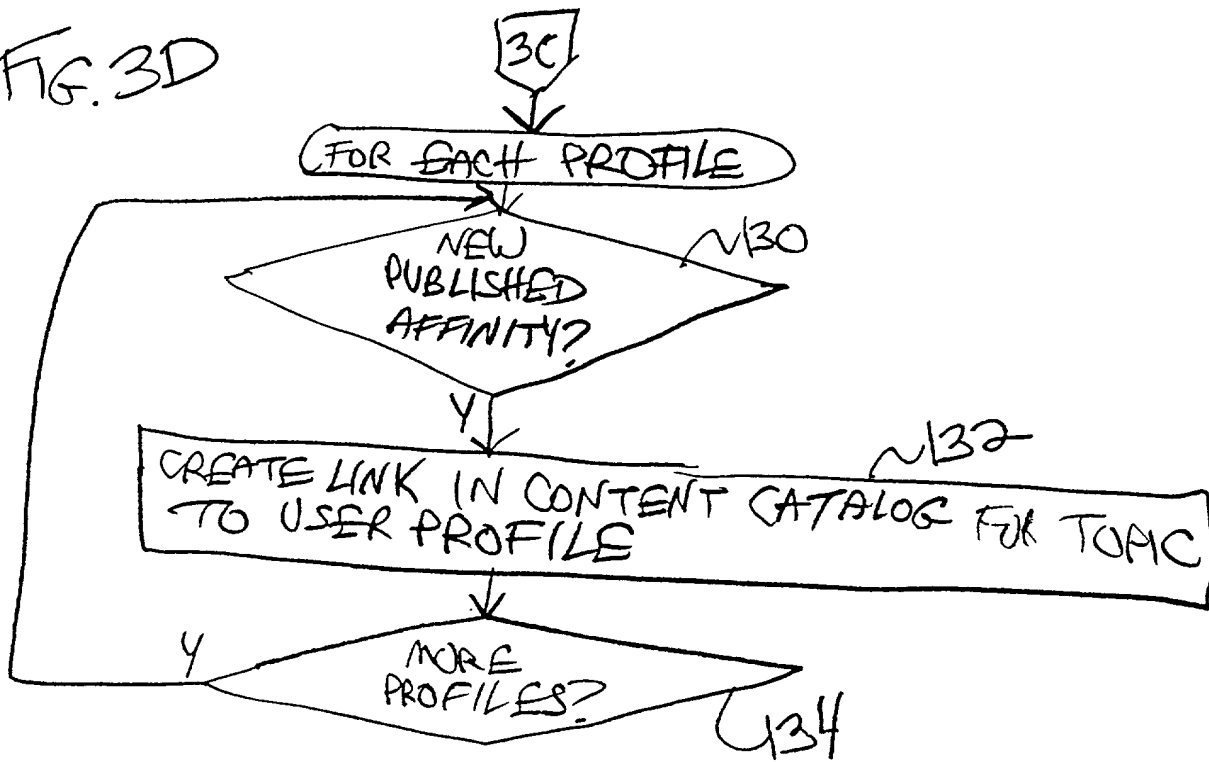 FIG. 3D
3C
FOR EACH PROFILE
NEW
PUBLISHED
AFFINITY?
130
Y
132
CREATE LINK IN CONTENT CATALOG FOR TOPIC
TO USER PROFILE
Y
MORE
PROFILES?
134